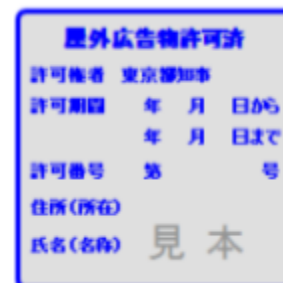 屋外広告物許可済
許可権者 東京都知事
許可期間 年 月 日から
年 月 日まで
許可番号 第 号
住所(所在)
氏名(名称) 見本